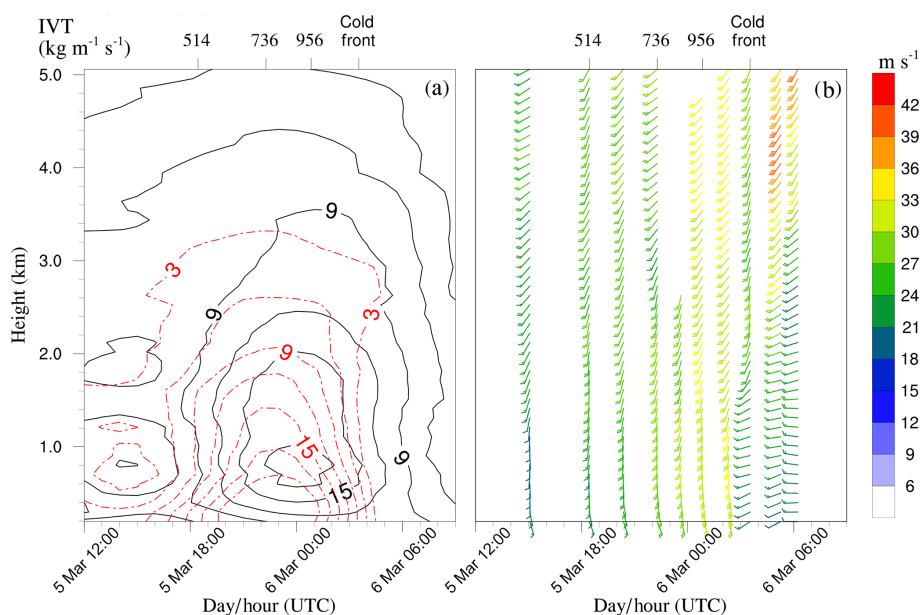 IVT
(kg m⁻¹ s⁻¹)
514
736
956
Cold
front
514
736
956
Cold
front
m s⁻¹
(a)
(b)
5.0
4.0
3.0
2.0
1.0
Height (km)
9
3
9
3
9
15
9
15
42
39
36
33
30
27
24
21
18
15
12
9
6
5 Mar 12:00
5 Mar 18:00
6 Mar 00:00
6 Mar 06:00
Day/hour (UTC)
5 Mar 12:00
5 Mar 18:00
6 Mar 00:00
6 Mar 06:00
Day/hour (UTC)